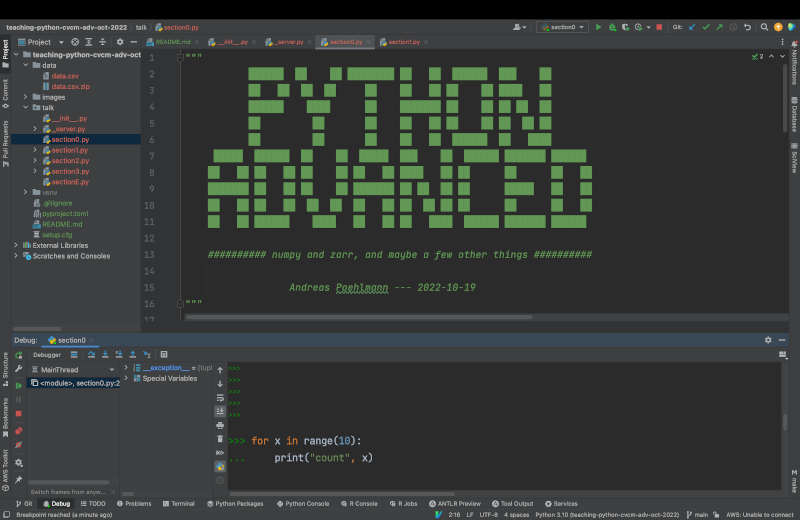 teaching-python-cvcm-adv-oct-2022 talk section0.py
section0
Git:
Project
README.md __init__.py _server.py section0.py section1.py
teaching-python-cvcm-adv-oct
data
data.csv
data.csv.zip
images
talk
__init__.py
_server.py
section0.py
section1.py
section2.py
section3.py
sectionE.py
venv
.gitignore
pyproject.toml
README.md
setup.cfg
External Libraries
Scratches and Consoles
Project
Commit
Pull Requests
Structure
Bookmarks
AWS Toolkit
1 """
2
3
4
5
6
7
8
9
10
11
12
13 ########## numpy and zarr, and maybe a few other things ##########
14
15 Andreas Poehlmann --- 2022-10-19
16 """
17
PYTHON
ADVANCED
2
Notifications
Database
SciView
make
Debug: section0
Debugger
MainThread
<module>, section0.py:2
Switch frames from anyw...
__exception__ = {tupl
Special Variables
>>>
>>>
>>>
>>>
>>>
>>> for x in range(10):
... print("count", x)
Git Debug TODO Problems Terminal Python Packages Python Console R Console R Jobs ANTLR Preview Tool Output Services
Breakpoint reached (a minute ago) 2:16 LF UTF-8 4 spaces Python 3.10 (teaching-python-cvcm-adv-oct-2022) main AWS: Unable to connect